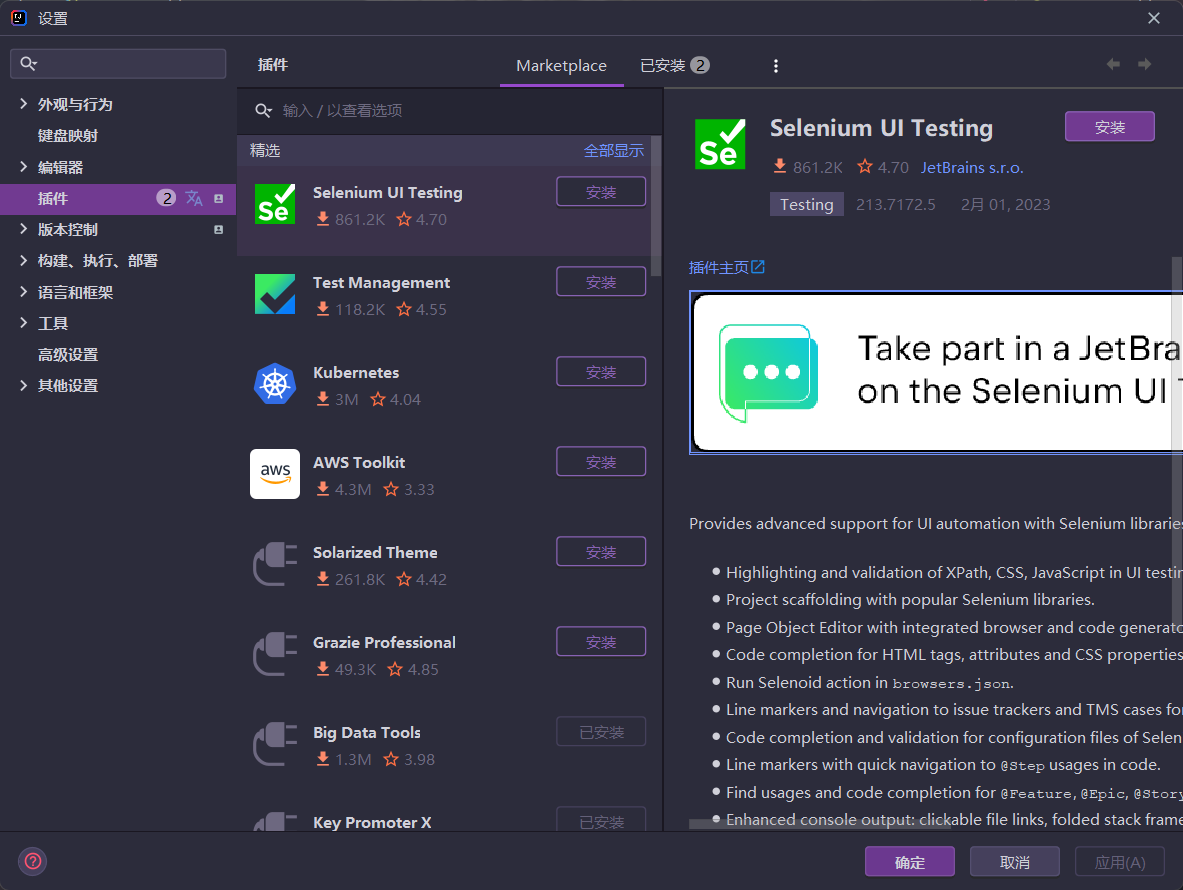 设置
外观与行为
键盘映射
编辑器
插件 2
版本控制
构建、执行、部署
语言和框架
工具
高级设置
其他设置
插件 Marketplace 已安装 2
输入 / 以查看选项
精选 全部显示
Selenium UI Testing 安装
861.2K 4.70
Test Management 安装
118.2K 4.55
Kubernetes 安装
3M 4.04
aws
AWS Toolkit 安装
4.3M 3.33
Solarized Theme 安装
261.8K 4.42
Grazie Professional 安装
49.3K 4.85
Big Data Tools 已安装
1.3M 3.98
Key Promoter X 已安装
Se
Selenium UI Testing 安装
861.2K 4.70 JetBrains s.r.o.
Testing 213.7172.5 2月 01, 2023
插件主页
Take part in a JetBra
on the Selenium UI
Provides advanced support for UI automation with Selenium libraries
Highlighting and validation of XPath, CSS, JavaScript in UI testin
Project scaffolding with popular Selenium libraries.
Page Object Editor with integrated browser and code generato
Code completion for HTML tags, attributes and CSS properties
Run Selenoid action in browsers.json.
Line markers and navigation to issue trackers and TMS cases fo
Code completion and validation for configuration files of Selen
Line markers with quick navigation to @Step usages in code.
Find usages and code completion for @Feature, @Epic, @Story
Enhanced console output: clickable file links, folded stack frame
确定 取消 应用(A)